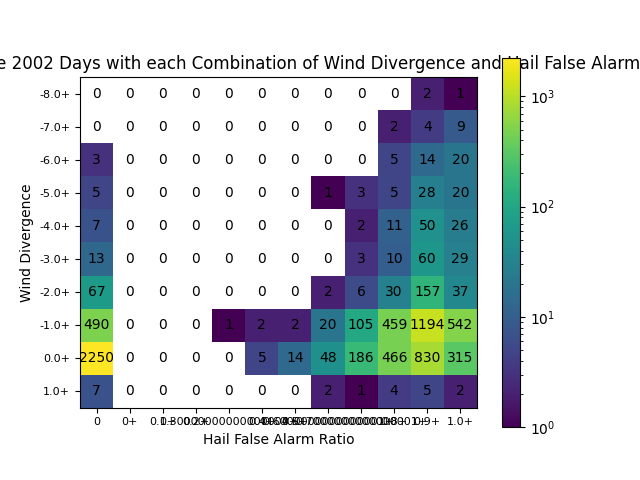 e 2002 Days with each Combination of Wind Divergence and Hail False Alarm
-8.0+ 0 0 0 0 0 0 0 0 0 0 2 1
-7.0+ 0 0 0 0 0 0 0 0 0 2 4 9
-6.0+ 3 0 0 0 0 0 0 0 0 5 14 20
-5.0+ 5 0 0 0 0 0 0 1 3 5 28 20
-4.0+ 7 0 0 0 0 0 0 0 2 11 50 26
-3.0+ 13 0 0 0 0 0 0 0 3 10 60 29
-2.0+ 67 0 0 0 0 0 0 2 6 30 157 37
-1.0+ 490 0 0 0 1 2 2 20 105 459 1194 542
0.0+ 2250 0 0 0 0 5 14 48 186 466 830 315
1.0+ 7 0 0 0 0 0 0 2 1 4 5 2
0 0+ 1.0+
Hail False Alarm Ratio
Wind Divergence
10³
10²
10¹
10⁰